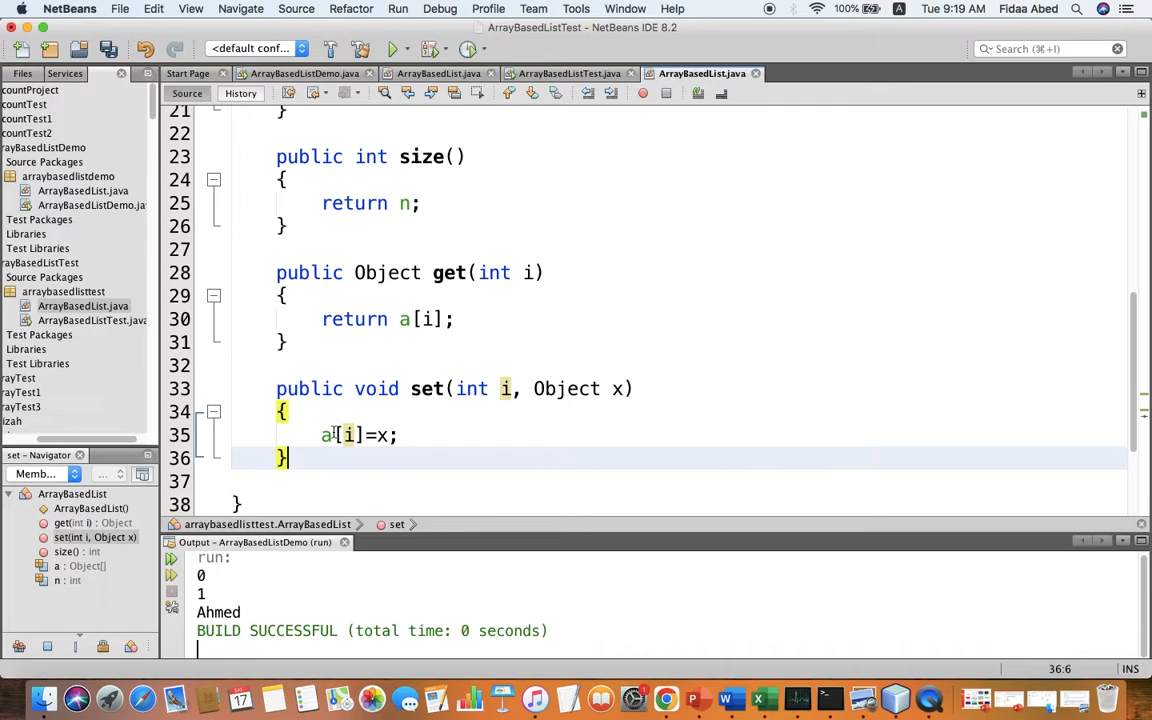 NetBeans File Edit View Navigate Source Refactor Run Debug Profile Team Tools Window Help 100% A Tue 9:19 AM Fidaa Abed
ArrayBasedListTest - NetBeans IDE 8.2
<default conf... Search (⌘+I)
Files Services Start Page ArrayBasedListDemo.java ArrayBasedList.java ArrayBasedListTest.java ArrayBasedList.java
Source History
countProject
countTest
countTest1
countTest2
rayBasedListDemo
Source Packages
arraybasedlistdemo
ArrayBasedList.java
ArrayBasedListDemo.ja
Test Packages
Libraries
Test Libraries
rayBasedListTest
Source Packages
arraybasedlisttest
ArrayBasedList.java
ArrayBasedListTest.java
Test Packages
Libraries
Test Libraries
rayTest
rayTest1
rayTest3
izah
21 }
22
23 public int size()
24 {
25 return n;
26 }
27
28 public Object get(int i)
29 {
30 return a[i];
31 }
32
33 public void set(int i, Object x)
34 {
35 a[i]=x;
36 }
37
38 }
set - Navigator
Memb... ...
ArrayBasedList
ArrayBasedList()
get(int i) : Object
set(int i, Object x)
size() : int
a : Object[]
n : int
arraybasedlisttest.ArrayBasedList set
Output - ArrayBasedListDemo (run)
run:
0
1
Ahmed
BUILD SUCCESSFUL (total time: 0 seconds)
36:6 INS
17